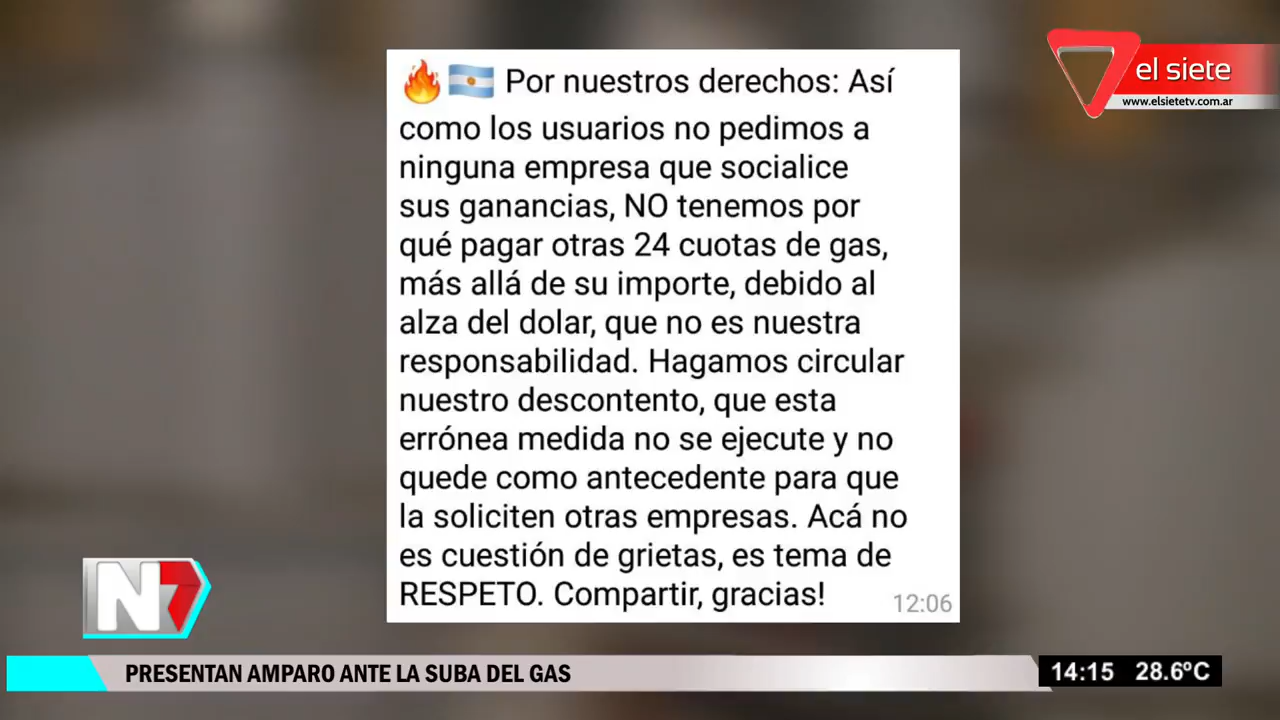 🔥🇦🇷 Por nuestros derechos: Así
como los usuarios no pedimos a
ninguna empresa que socialice
sus ganancias, NO tenemos por
qué pagar otras 24 cuotas de gas,
más allá de su importe, debido al
alza del dolar, que no es nuestra
responsabilidad. Hagamos circular
nuestro descontento, que esta
errónea medida no se ejecute y no
quede como antecedente para que
la soliciten otras empresas. Acá no
es cuestión de grietas, es tema de
RESPETO. Compartir, gracias!
12:06
el siete
www.elsietetv.com.ar
N7
PRESENTAN AMPARO ANTE LA SUBA DEL GAS
14:15 28.6ºC